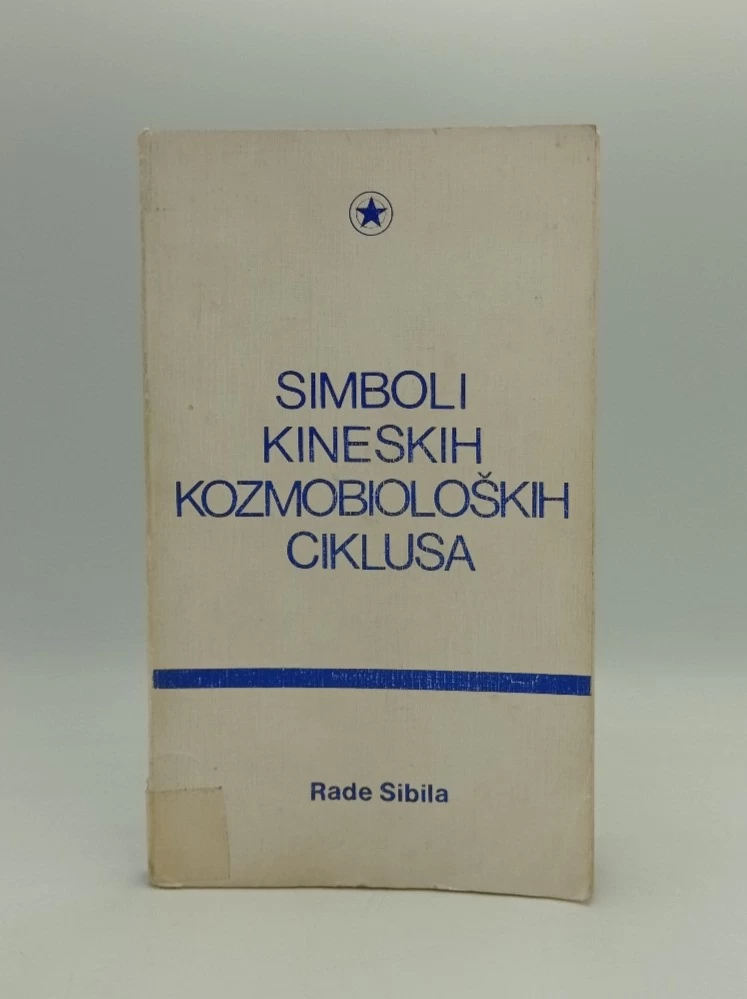 SIMBOLI
KINESKIH
KOZMOBIOLOŠKIH
CIKLUSA
Rade Sibila